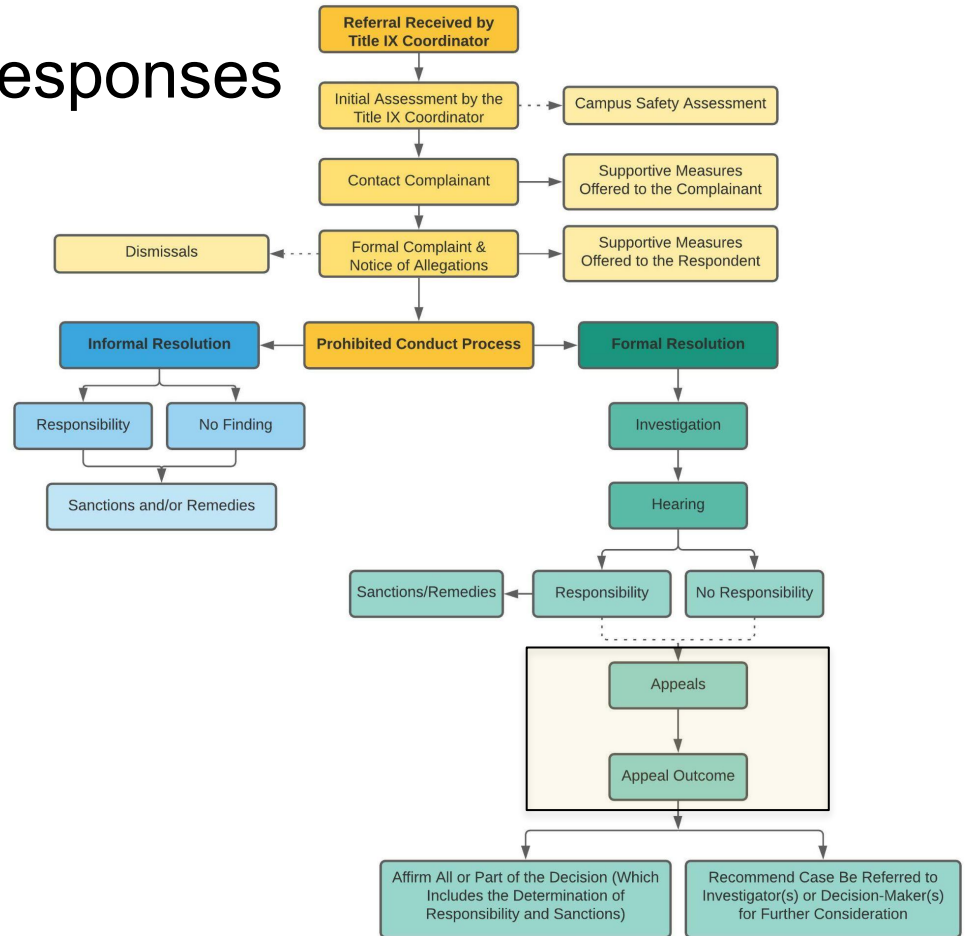 esponses
Referral Received by
Title IX Coordinator
Initial Assessment by the
Title IX Coordinator
Campus Safety Assessment
Contact Complainant
Supportive Measures
Offered to the Complainant
Dismissals
Formal Complaint &
Notice of Allegations
Supportive Measures
Offered to the Respondent
Informal Resolution
Prohibited Conduct Process
Formal Resolution
Responsibility
No Finding
Investigation
Sanctions and/or Remedies
Hearing
Sanctions/Remedies
Responsibility
No Responsibility
Appeals
Appeal Outcome
Affirm All or Part of the Decision (Which
Includes the Determination of
Responsibility and Sanctions)
Recommend Case Be Referred to
Investigator(s) or Decision-Maker(s)
for Further Consideration